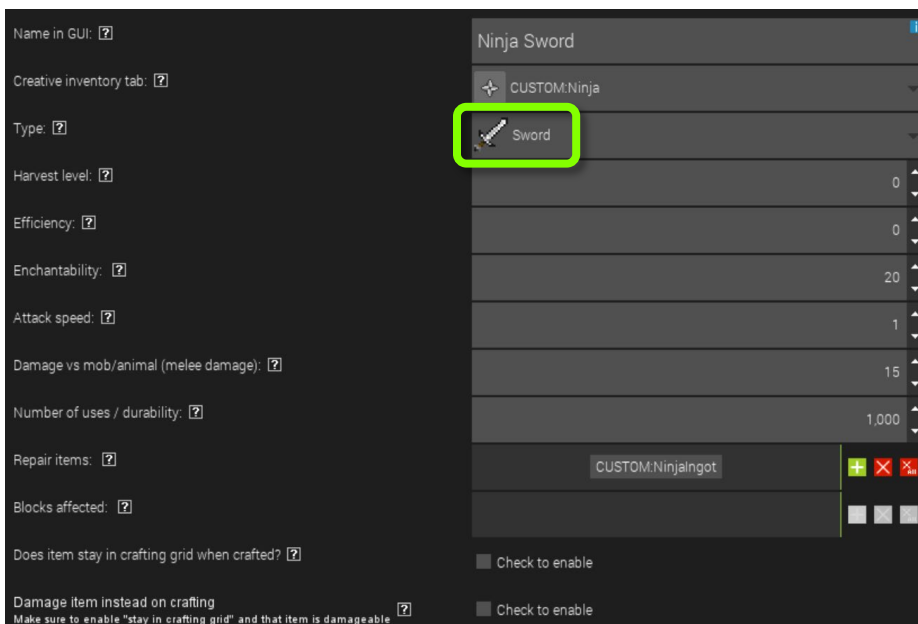 Name in GUI: ?
Ninja Sword
Creative inventory tab: ?
CUSTOM:Ninja
Type: ?
Sword
Harvest level: ?
0
Efficiency: ?
0
Enchantability: ?
20
Attack speed: ?
1
Damage vs mob/animal (melee damage): ?
15
Number of uses / durability: ?
1,000
Repair items: ?
CUSTOM:NinjaIngot
Blocks affected: ?
Does item stay in crafting grid when crafted? ?
Check to enable
Damage item instead on crafting
Make sure to enable "stay in crafting grid" and that item is damageable ?
Check to enable